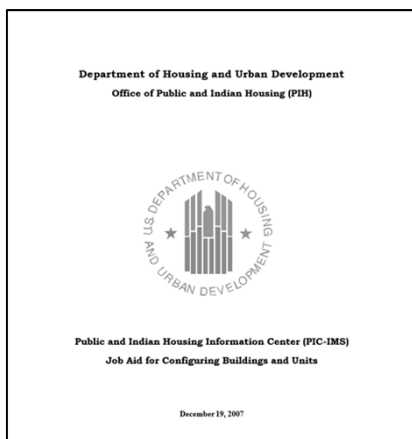 Department of Housing and Urban Development
Office of Public and Indian Housing (PIH)
U.S. DEPARTMENT OF HOUSING
AND URBAN DEVELOPMENT
Public and Indian Housing Information Center (PIC-IMS)
Job Aid for Configuring Buildings and Units
December 19, 2007